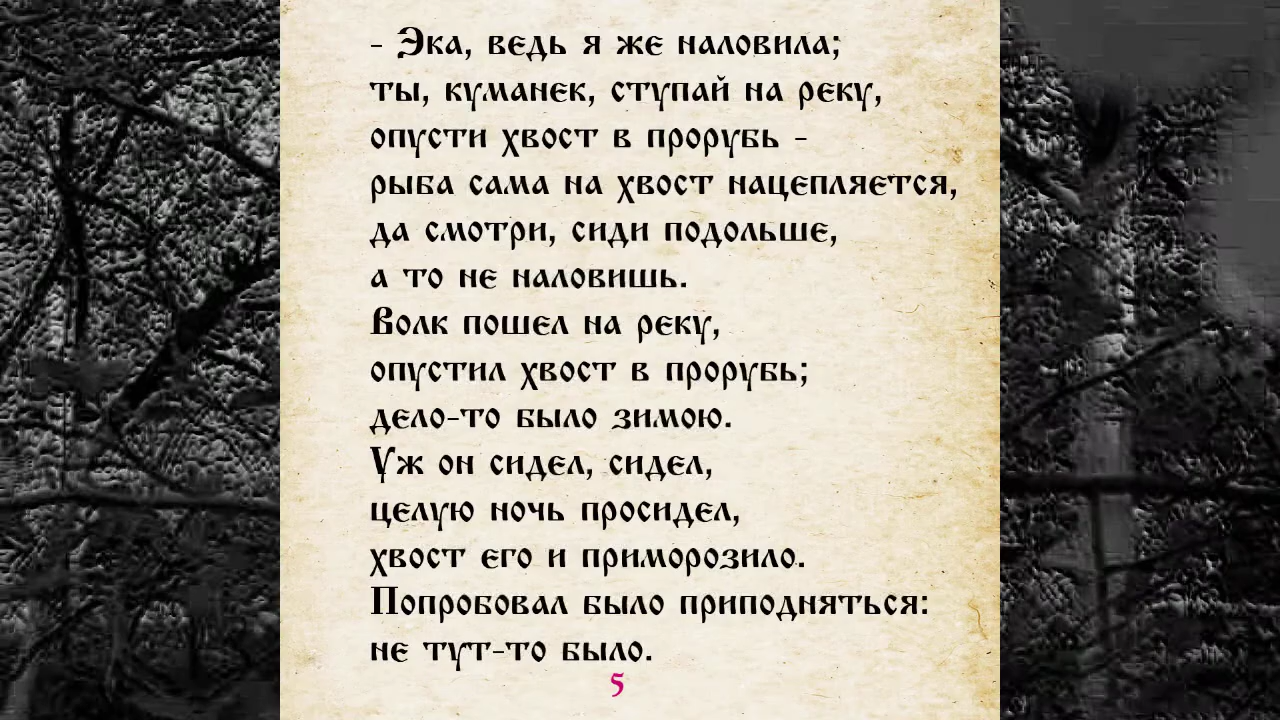 - Эка, ведь я же наловила;
ты, куманек, ступай на реку,
опусти хвост в прорубь -
рыба сама на хвост нацепляется,
да смотри, сиди подольше,
а то не наловишь.
Волк пошел на реку,
опустил хвост в прорубь;
дело-то было зимою.
Уж он сидел, сидел,
целую ночь просидел,
хвост его и приморозило.
Попробовал было приподняться:
не тут-то было.
5